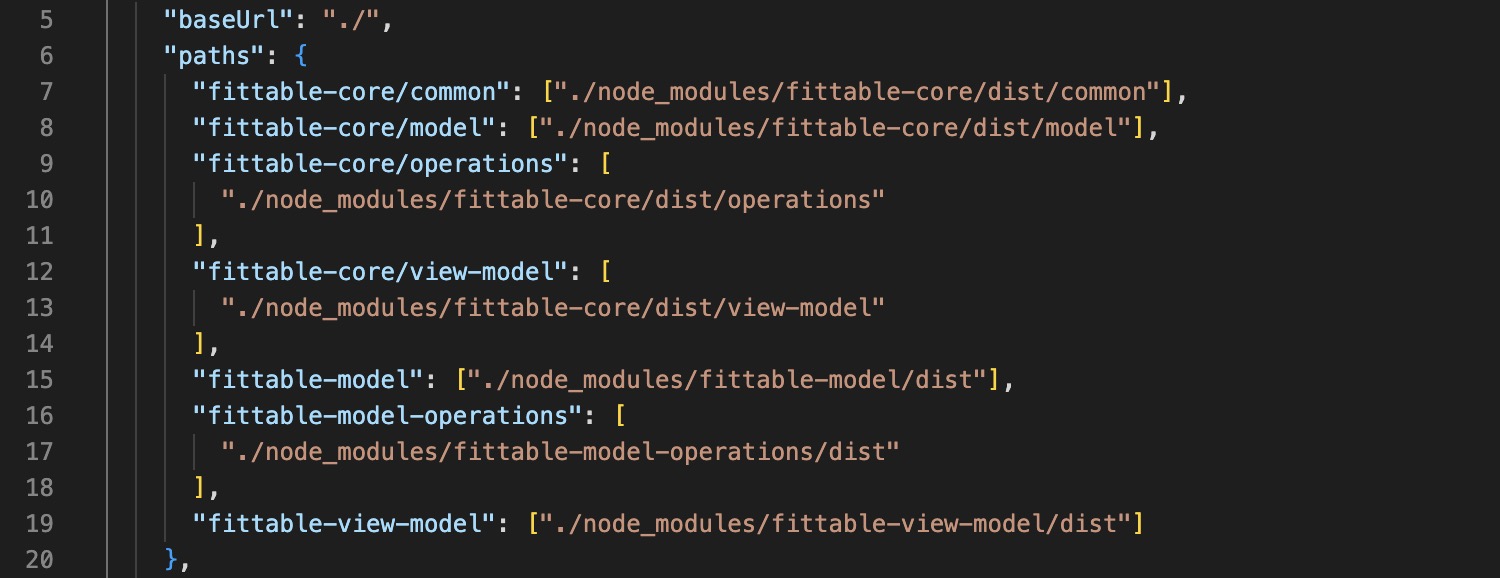 5 "baseUrl": "./",
6 "paths": {
7 "fittable-core/common": ["./node_modules/fittable-core/dist/common"],
8 "fittable-core/model": ["./node_modules/fittable-core/dist/model"],
9 "fittable-core/operations": [
10 "./node_modules/fittable-core/dist/operations"
11 ],
12 "fittable-core/view-model": [
13 "./node_modules/fittable-core/dist/view-model"
14 ],
15 "fittable-model": ["./node_modules/fittable-model/dist"],
16 "fittable-model-operations": [
17 "./node_modules/fittable-model-operations/dist"
18 ],
19 "fittable-view-model": ["./node_modules/fittable-view-model/dist"]
20 },